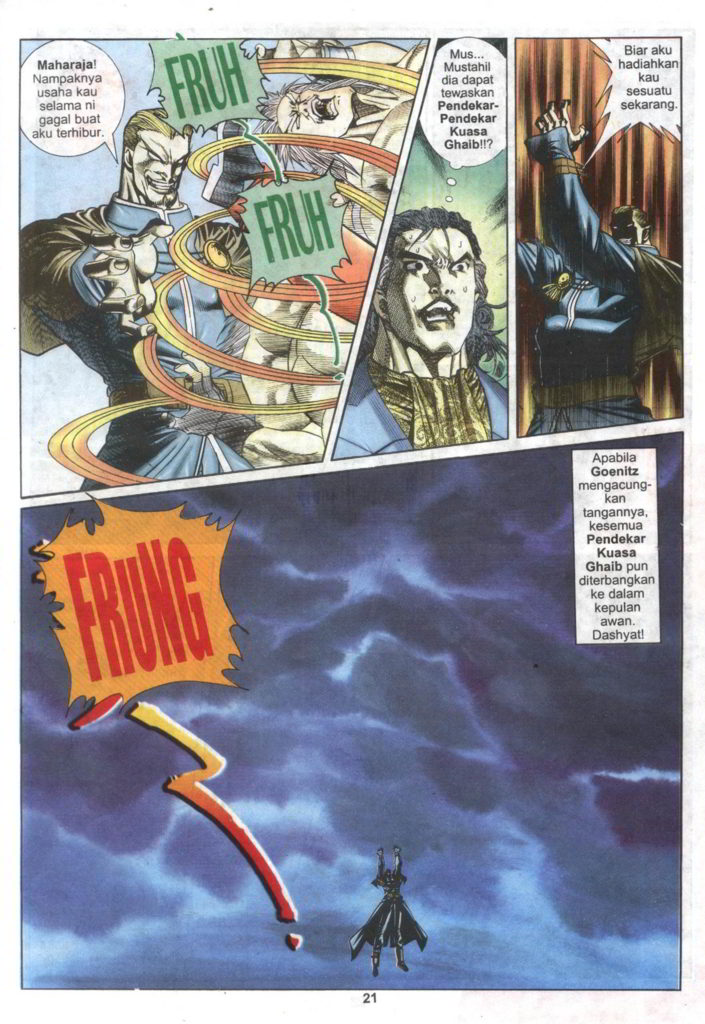 Maharaja!
Nampaknya
usaha kau
selama ni
gagal buat
aku terhibur.
FRUH
FRUH
Mus...
Mustahil
dia dapat
tewaskan
Pendekar-
Pendekar
Kuasa
Ghaib!!?
Biar aku
hadiahkan
kau
sesuatu
sekarang.
Apabila
Goenitz
mengacung-
kan
tangannya,
kesemua
Pendekar
Kuasa
Ghaib pun
diterbangkan
ke dalam
kepulan
awan.
Dashyat!
FRUNG
21